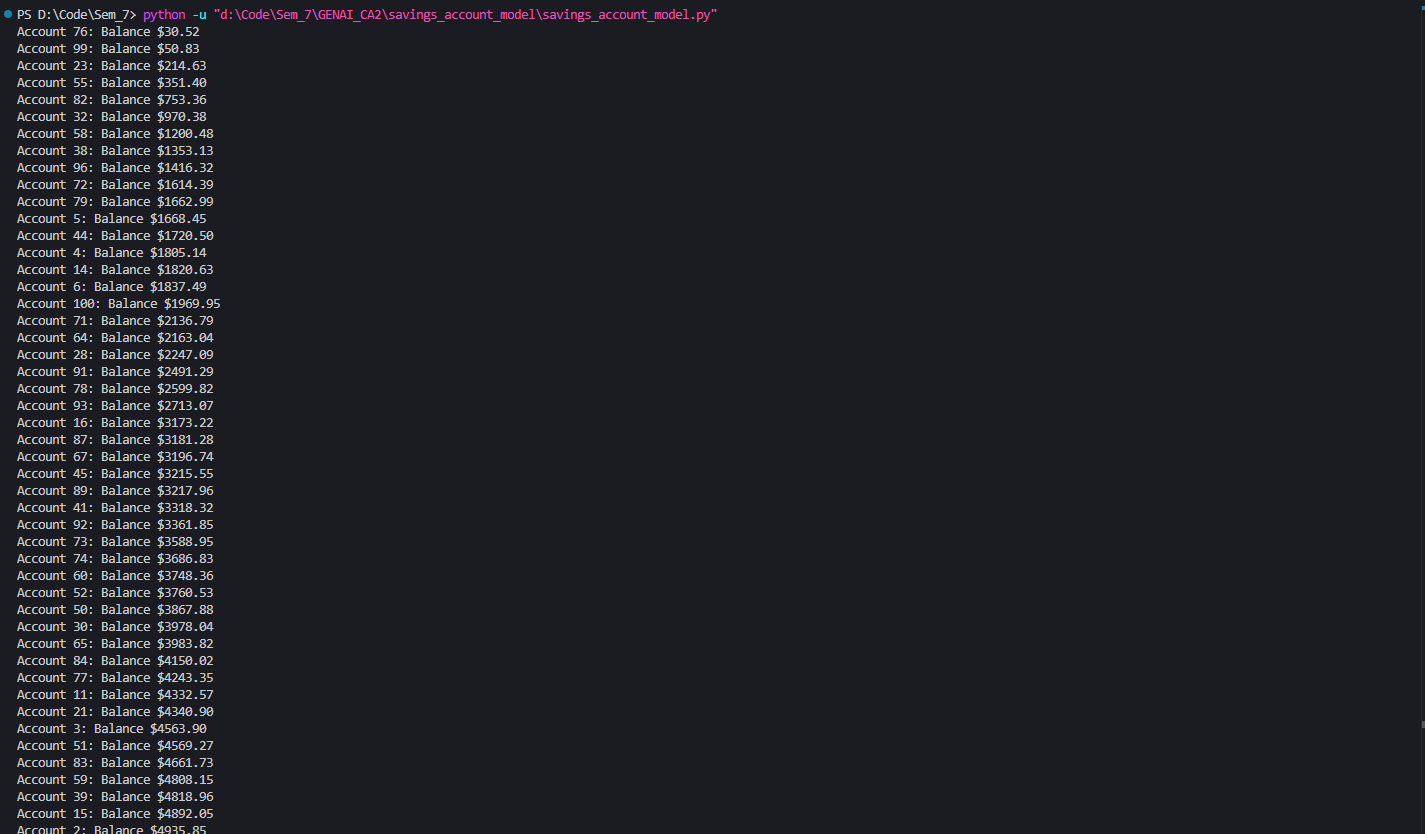 PS D:\Code\Sem_7> python -u "d:\Code\Sem_7\GENAI_CA2\savings_account_model\savings_account_model.py"
Account 76: Balance $30.52
Account 99: Balance $50.83
Account 23: Balance $214.63
Account 55: Balance $351.40
Account 82: Balance $753.36
Account 32: Balance $970.38
Account 58: Balance $1200.48
Account 38: Balance $1353.13
Account 96: Balance $1416.32
Account 72: Balance $1614.39
Account 79: Balance $1662.99
Account 5: Balance $1668.45
Account 44: Balance $1720.50
Account 4: Balance $1805.14
Account 14: Balance $1820.63
Account 6: Balance $1837.49
Account 100: Balance $1969.95
Account 71: Balance $2136.79
Account 64: Balance $2163.04
Account 28: Balance $2247.09
Account 91: Balance $2491.29
Account 78: Balance $2599.82
Account 93: Balance $2713.07
Account 16: Balance $3173.22
Account 87: Balance $3181.28
Account 67: Balance $3196.74
Account 45: Balance $3215.55
Account 89: Balance $3217.96
Account 41: Balance $3318.32
Account 92: Balance $3361.85
Account 73: Balance $3588.95
Account 74: Balance $3686.83
Account 60: Balance $3748.36
Account 52: Balance $3760.53
Account 50: Balance $3867.88
Account 30: Balance $3978.04
Account 65: Balance $3983.82
Account 84: Balance $4150.02
Account 77: Balance $4243.35
Account 11: Balance $4332.57
Account 21: Balance $4340.90
Account 3: Balance $4563.90
Account 51: Balance $4569.27
Account 83: Balance $4661.73
Account 59: Balance $4808.15
Account 39: Balance $4818.96
Account 15: Balance $4892.05
Account 2: Balance $4935.85